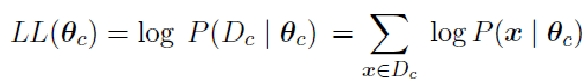 LL(θ_c) = log P(D_c | θ_c) = ∑_{x∈D_c} log P(x | θ_c)